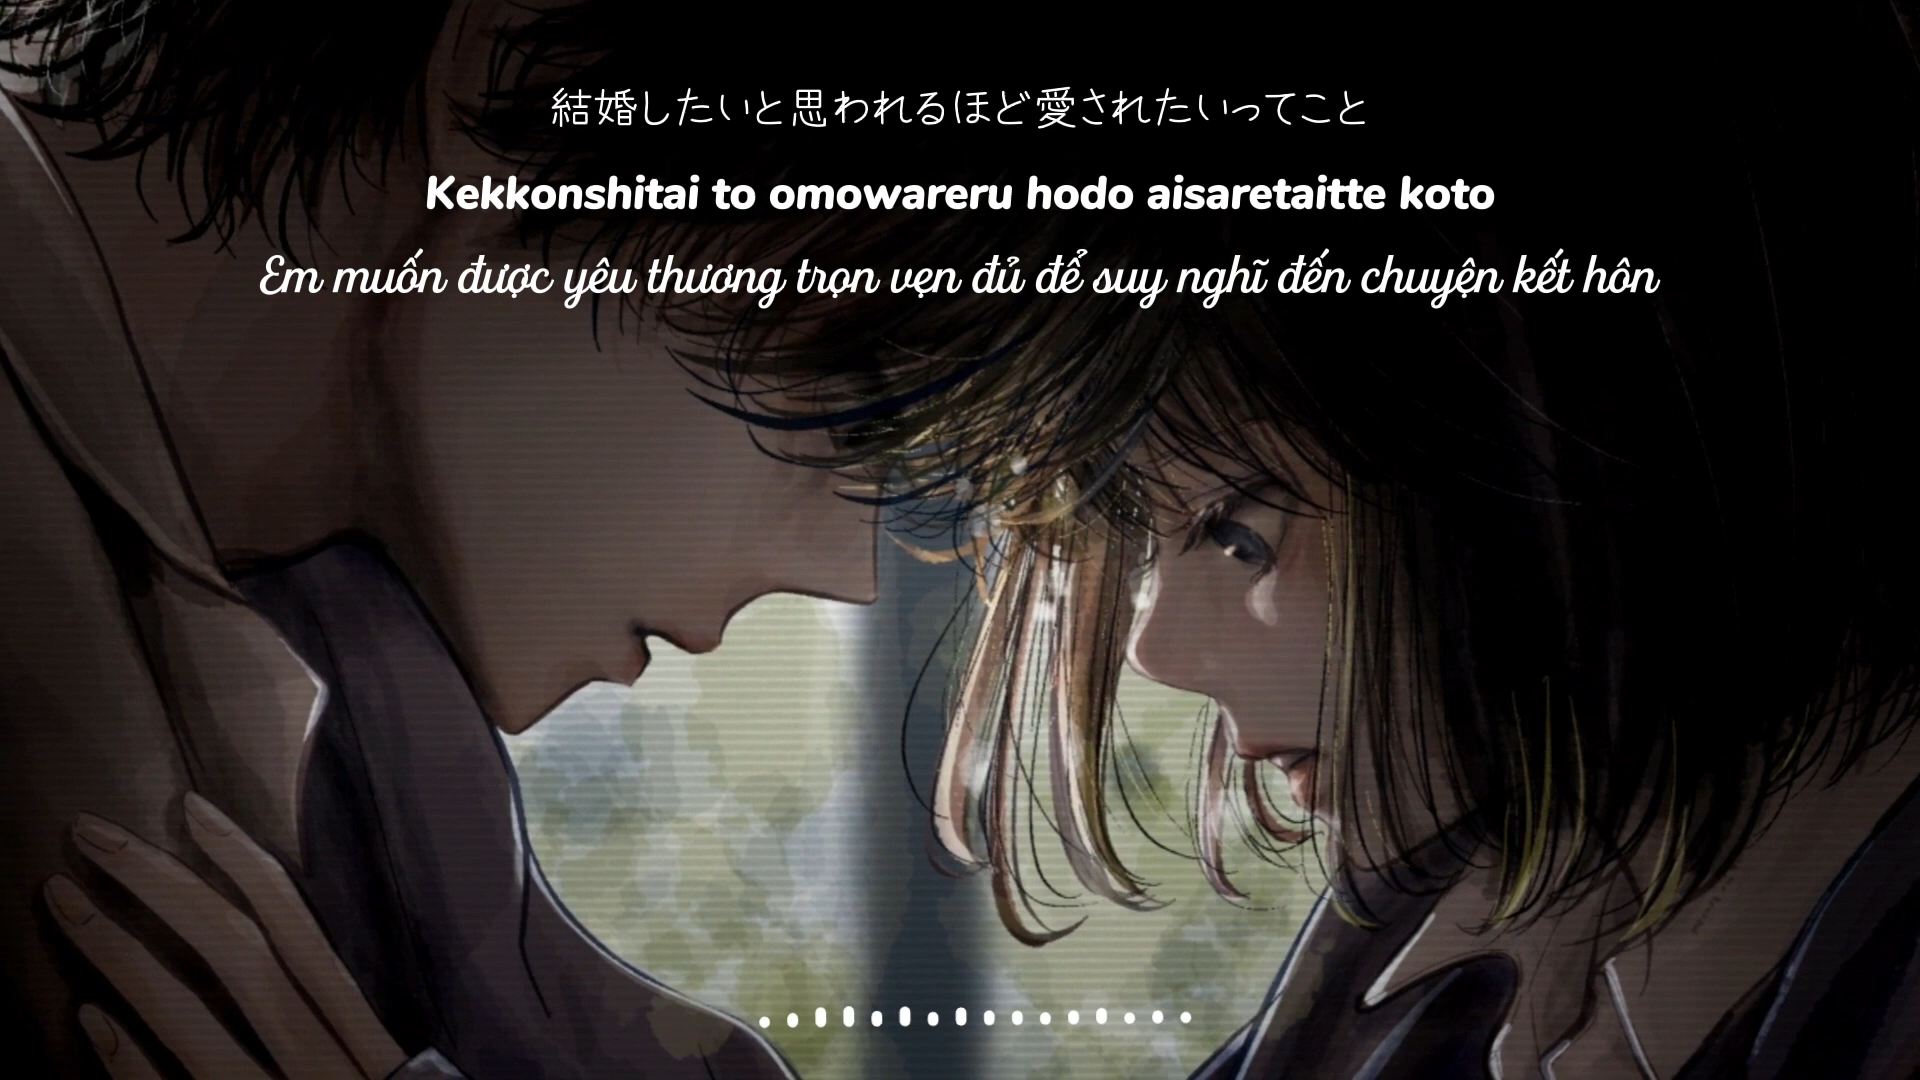 結婚したいと思われるほど愛されたいってこと
Kekkonshitai to omowareru hodo aisaretaitte koto
Em muốn được yêu thương trọn vẹn đủ để suy nghĩ đến chuyện kết hôn